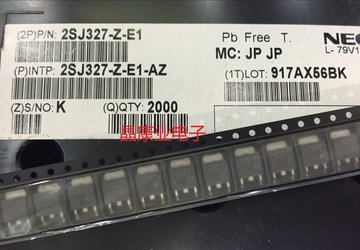 (2P)P/N: 2SJ327-Z-E1
Pb Free T.
NEC
MC: JP JP
L- 79V1
(P)INTP: 2SJ327-Z-E1-AZ
(1T)LOT: 917AX56BK
(Z)S/NO: K
(Q)QTY: 2000
晶康业电子